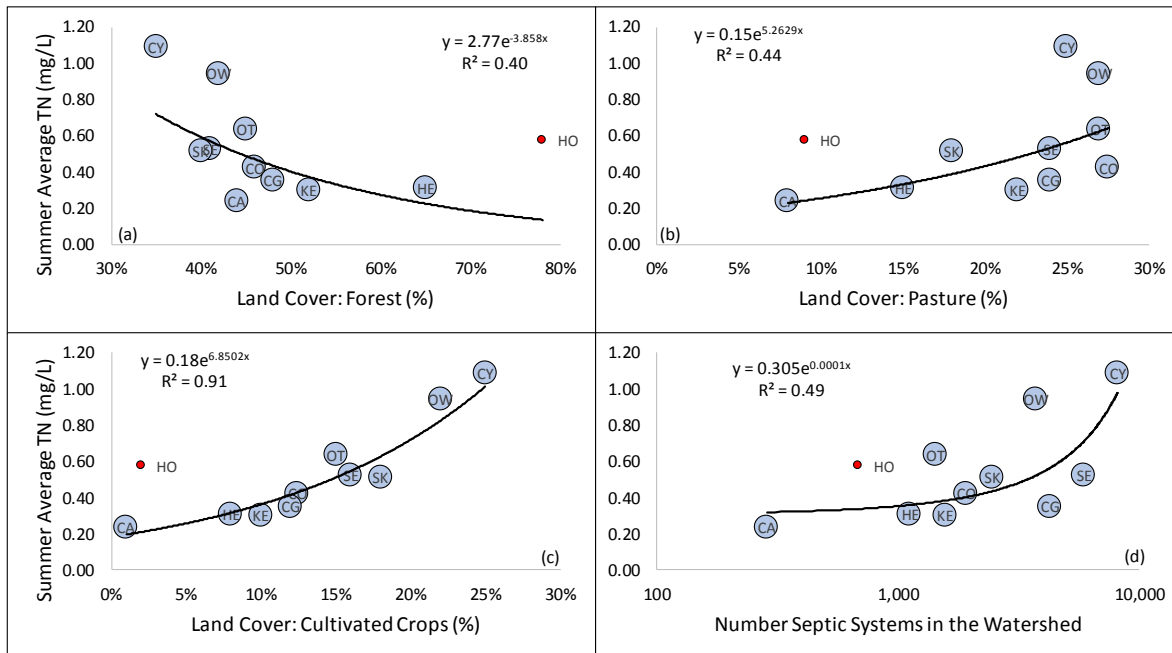 Summer Average TN (mg/L)
1.20
1.00
0.80
0.60
0.40
0.20
0.00
CY
OW
OT
SK
SE
CO
CG
CA
KE
HE
HO
y = 2.77e^-3.858x
R² = 0.40
(a)
30% 40% 50% 60% 70% 80%
Land Cover: Forest (%)
1.20
1.00
0.80
0.60
0.40
0.20
0.00
y = 0.15e^5.2629x
R² = 0.44
CY
OW
OT
HO
SK
SE
CO
CG
KE
HE
CA
(b)
0% 5% 10% 15% 20% 25% 30%
Land Cover: Pasture (%)
Summer Average TN (mg/L)
1.20
1.00
0.80
0.60
0.40
0.20
0.00
y = 0.18e^6.8502x
R² = 0.91
CY
OW
OT
HO
SE
SK
CO
CG
HE
KE
CA
(c)
0% 5% 10% 15% 20% 25% 30%
Land Cover: Cultivated Crops (%)
1.20
1.00
0.80
0.60
0.40
0.20
0.00
y = 0.305e^0.0001x
R² = 0.49
CY
OW
OT
HO
SK
SE
CO
CG
HE
KE
CA
(d)
100 1,000 10,000
Number Septic Systems in the Watershed